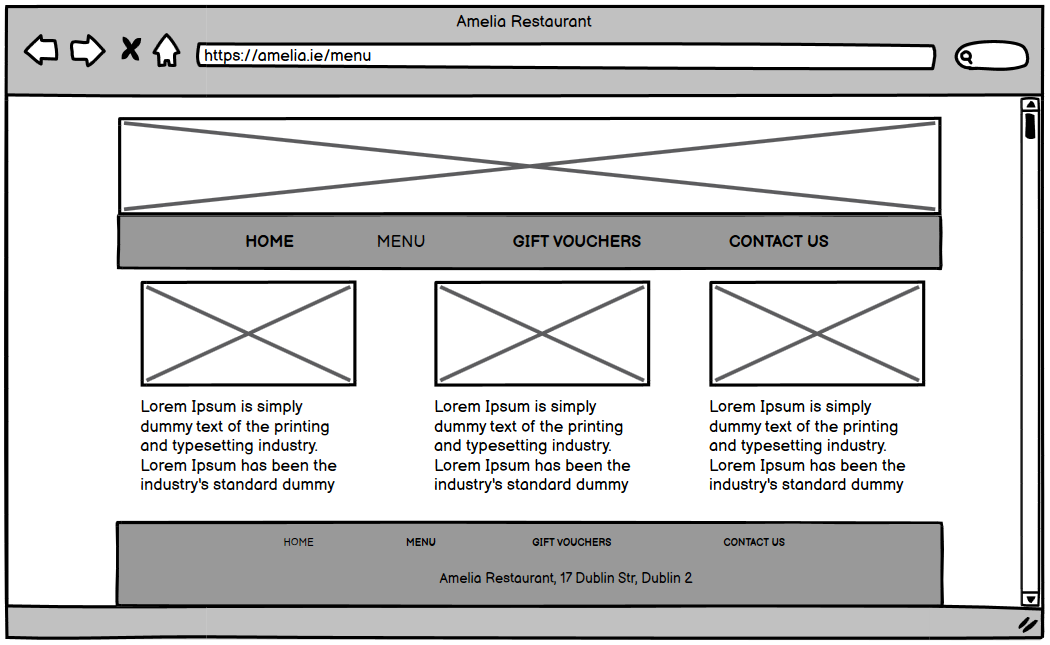 Amelia Restaurant
https://amelia.ie/menu
HOME MENU GIFT VOUCHERS CONTACT US
Lorem Ipsum is simply
dummy text of the printing
and typesetting industry.
Lorem Ipsum has been the
industry's standard dummy
Lorem Ipsum is simply
dummy text of the printing
and typesetting industry.
Lorem Ipsum has been the
industry's standard dummy
Lorem Ipsum is simply
dummy text of the printing
and typesetting industry.
Lorem Ipsum has been the
industry's standard dummy
HOME MENU GIFT VOUCHERS CONTACT US
Amelia Restaurant, 17 Dublin Str, Dublin 2